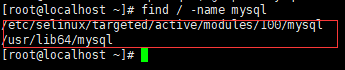 [root@localhost ~]# find / -name mysql
/etc/selinux/targeted/active/modules/100/mysql
/usr/lib64/mysql
[root@localhost ~]#